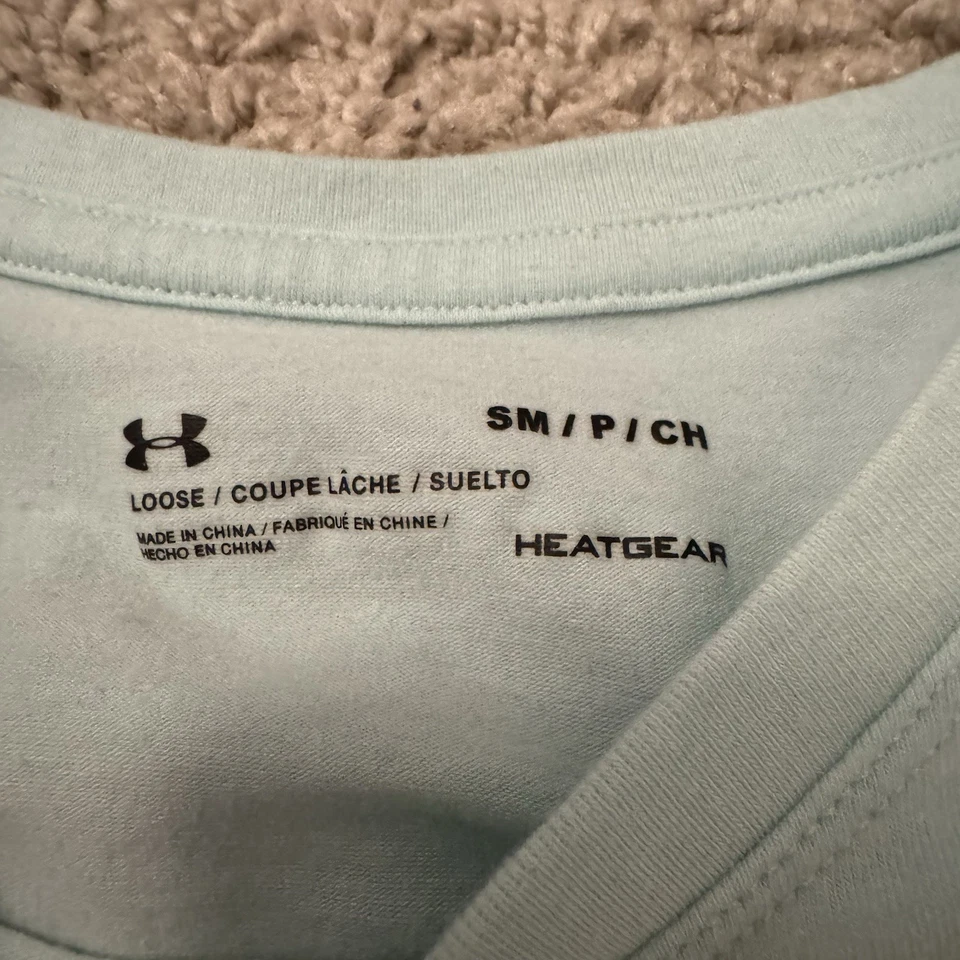 SM / P / CH
LOOSE / COUPE LÂCHE / SUELTO
MADE IN CHINA / FABRIQUÉ EN CHINE /
HECHO EN CHINA
HEATGEAR